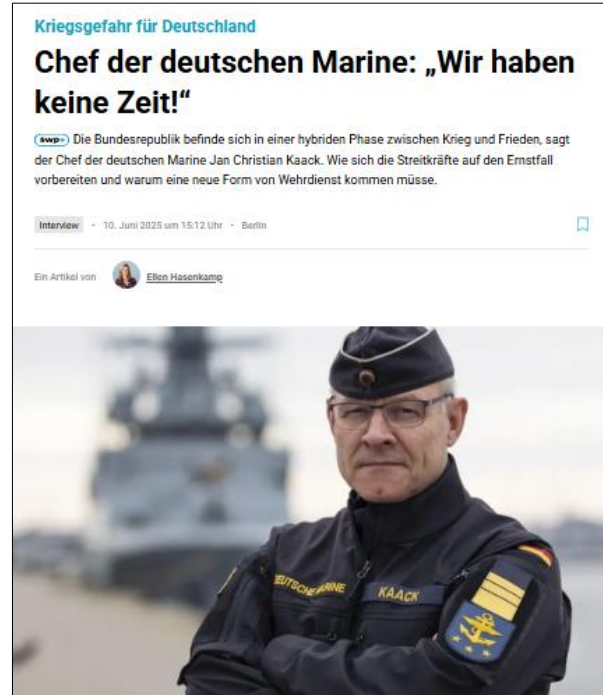 Kriegsgefahr für Deutschland
Chef der deutschen Marine: „Wir haben
keine Zeit!“
swp+ Die Bundesrepublik befinde sich in einer hybriden Phase zwischen Krieg und Frieden, sagt
der Chef der deutschen Marine Jan Christian Kaack. Wie sich die Streitkräfte auf den Ernstfall
vorbereiten und warum eine neue Form von Wehrdienst kommen müsse.
Interview • 10. Juni 2025 um 15:12 Uhr • Berlin
Ein Artikel von Ellen Hasenkamp
DEUTSCHE MARINE KAACK